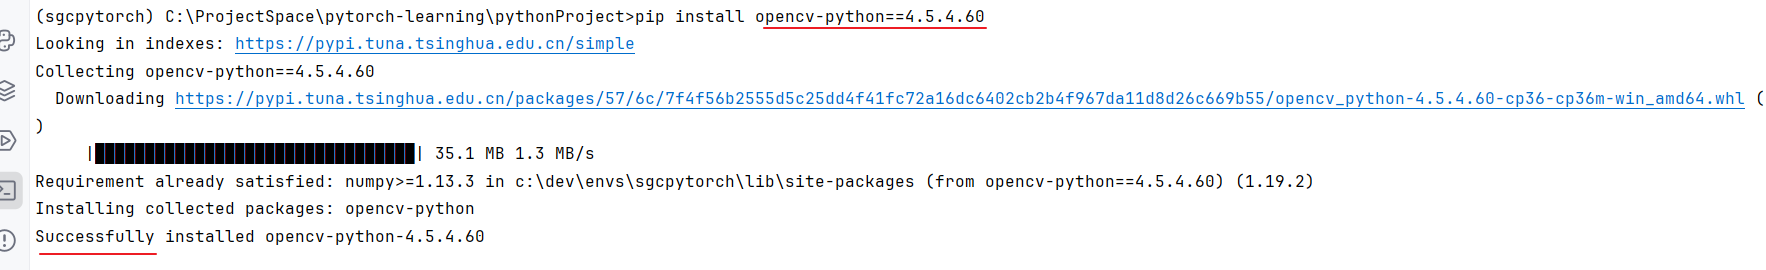 (sgcpytorch) C:\ProjectSpace\pytorch-learning\pythonProject>pip install opencv-python==4.5.4.60
Looking in indexes: https://pypi.tuna.tsinghua.edu.cn/simple
Collecting opencv-python==4.5.4.60
  Downloading https://pypi.tuna.tsinghua.edu.cn/packages/57/6c/7f4f56b2555d5c25dd4f41fc72a16dc6402cb2b4f967da11d8d26c669b55/opencv_python-4.5.4.60-cp36-cp36m-win_amd64.whl (
)
     |████████████████████████████████| 35.1 MB 1.3 MB/s
Requirement already satisfied: numpy>=1.13.3 in c:\dev\envs\sgcpytorch\lib\site-packages (from opencv-python==4.5.4.60) (1.19.2)
Installing collected packages: opencv-python
Successfully installed opencv-python-4.5.4.60